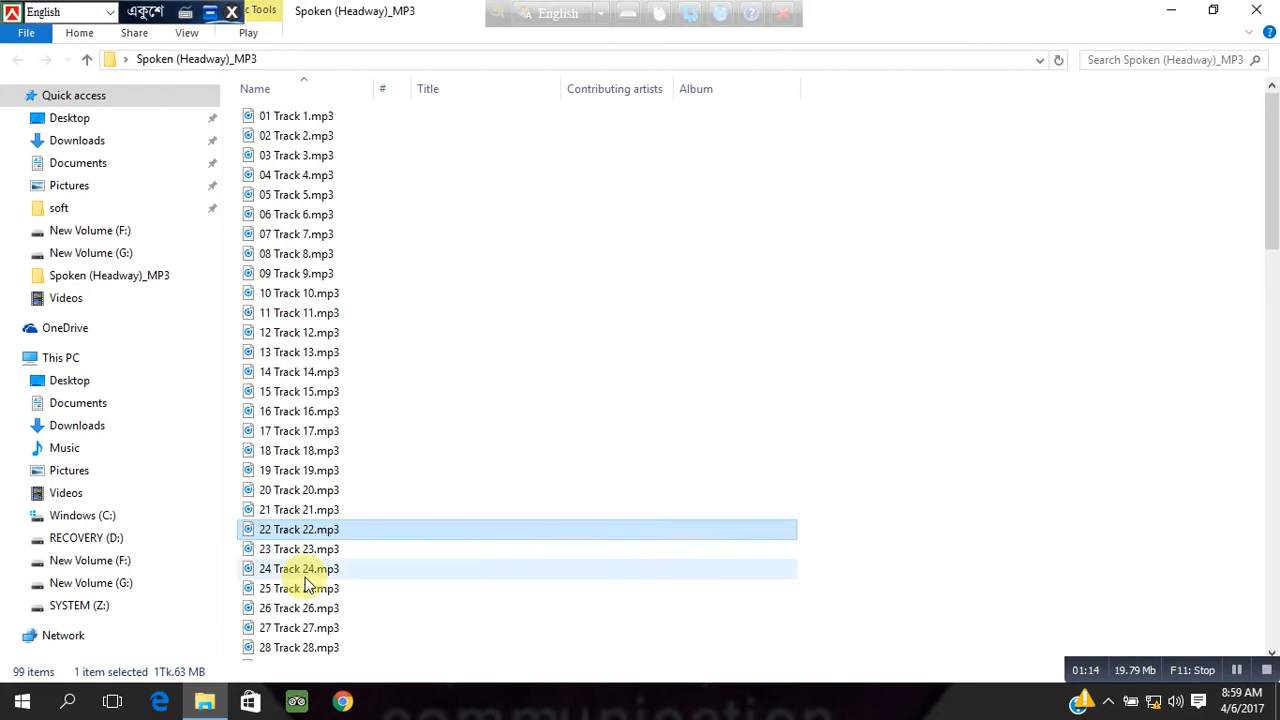 English
একুশে
c Tools
Spoken (Headway)_MP3
English
File
Home
Share
View
Play
Spoken (Headway)_MP3
Search Spoken (Headway)_MP3
Name
#
Title
Contributing artists
Album
Quick access
Desktop
Downloads
Documents
Pictures
soft
New Volume (F:)
New Volume (G:)
Spoken (Headway)_MP3
Videos
OneDrive
This PC
Desktop
Documents
Downloads
Music
Pictures
Videos
Windows (C:)
RECOVERY (D:)
New Volume (F:)
New Volume (G:)
SYSTEM (Z:)
Network
01 Track 1.mp3
02 Track 2.mp3
03 Track 3.mp3
04 Track 4.mp3
05 Track 5.mp3
06 Track 6.mp3
07 Track 7.mp3
08 Track 8.mp3
09 Track 9.mp3
10 Track 10.mp3
11 Track 11.mp3
12 Track 12.mp3
13 Track 13.mp3
14 Track 14.mp3
15 Track 15.mp3
16 Track 16.mp3
17 Track 17.mp3
18 Track 18.mp3
19 Track 19.mp3
20 Track 20.mp3
21 Track 21.mp3
22 Track 22.mp3
23 Track 23.mp3
24 Track 24.mp3
25 Track 25.mp3
26 Track 26.mp3
27 Track 27.mp3
28 Track 28.mp3
99 items
1 item selected 1Tk.63 MB
01:14
19.79 Mb
F11: Stop
8:59 AM
4/6/2017